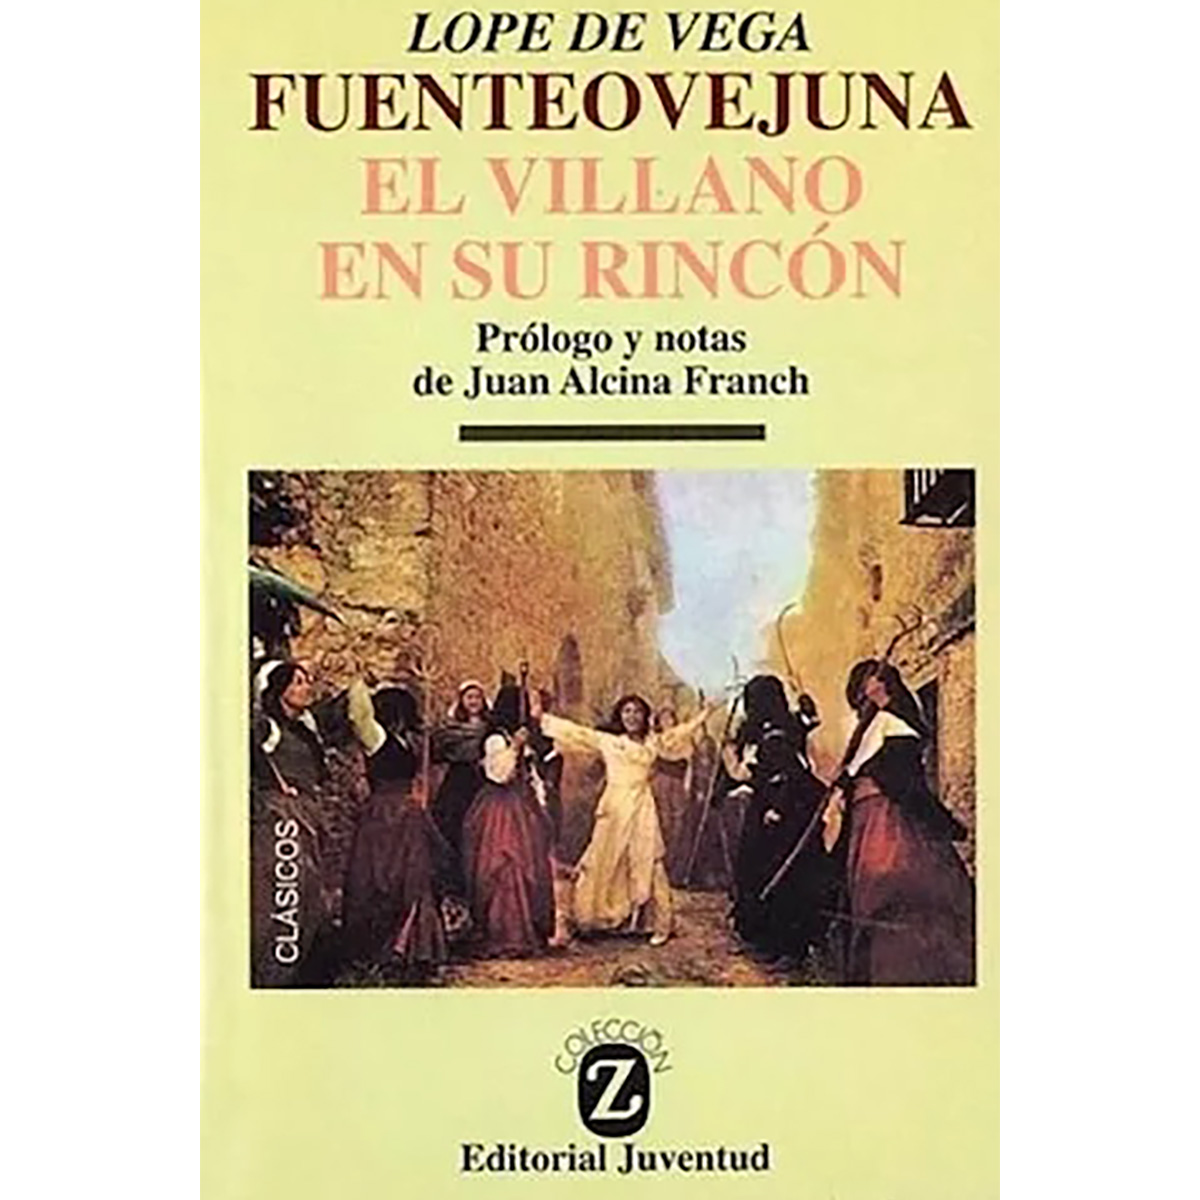 LOPE DE VEGA
FUENTEOVEJUNA
EL VILLANO
EN SU RINCÓN
Prólogo y notas
de Juan Alcina Franch
CLÁSICOS
COLECCIÓN
Z
Editorial Juventud